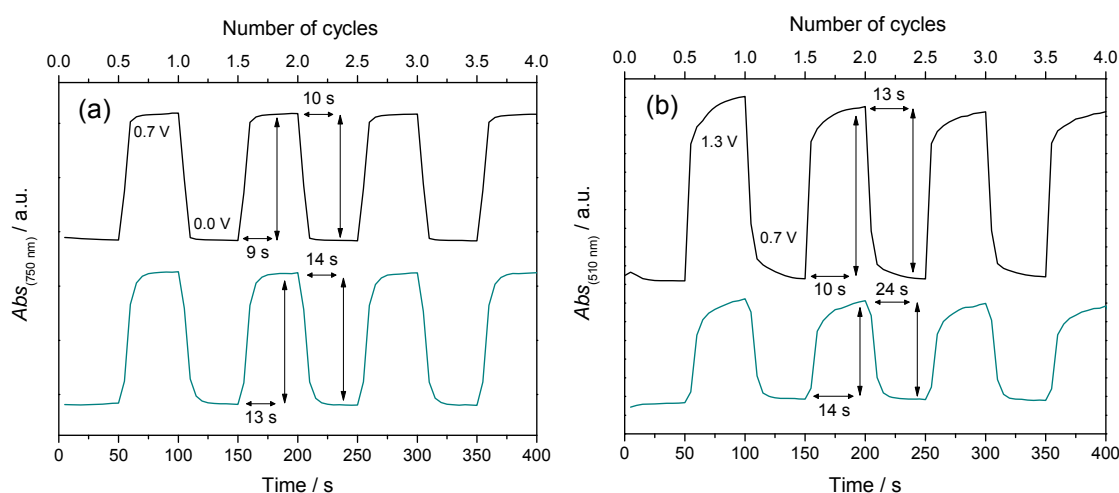 Number of cycles
0.0 0.5 1.0 1.5 2.0 2.5 3.0 3.5 4.0
(a)
10 s
0.7 V
0.0 V
9 s
14 s
13 s
Abs(750 nm) / a.u.
0 50 100 150 200 250 300 350 400
Time / s
Number of cycles
0.0 0.5 1.0 1.5 2.0 2.5 3.0 3.5 4.0
(b)
13 s
1.3 V
0.7 V
10 s
24 s
14 s
Abs(510 nm) / a.u.
0 50 100 150 200 250 300 350 400
Time / s